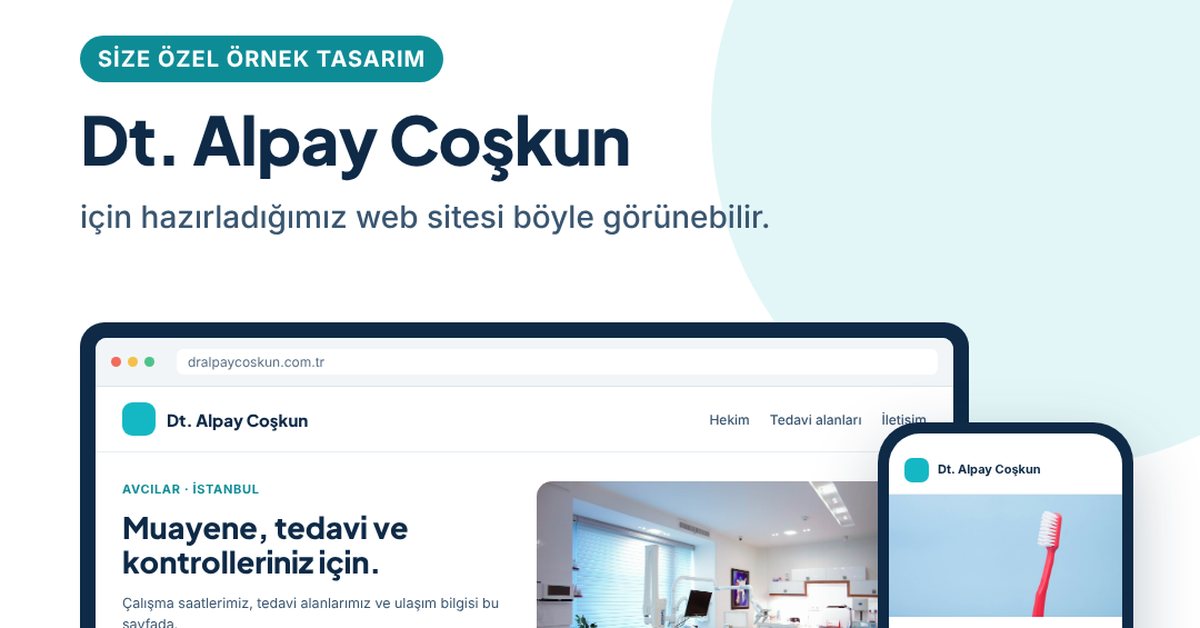 SİZE ÖZEL ÖRNEK TASARIM
Dt. Alpay Coşkun
için hazırladığımız web sitesi böyle görünebilir.
dralpaycoskun.com.tr
Dt. Alpay Coşkun
Hekim Tedavi alanları İletişim
Dt. Alpay Coşkun
AVCILAR · İSTANBUL
Muayene, tedavi ve
kontrolleriniz için.
Çalışma saatlerimiz, tedavi alanlarımız ve ulaşım bilgisi bu
sayfada.